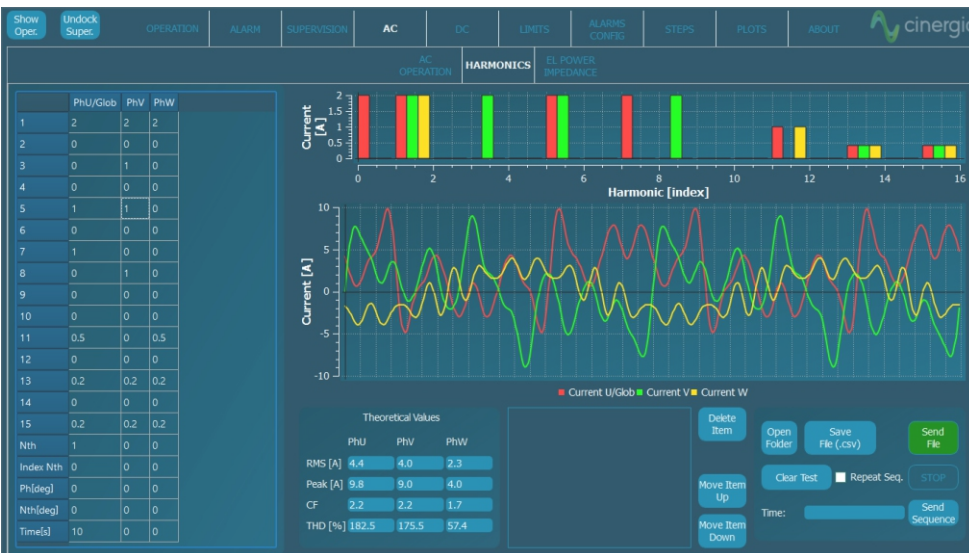 Show Oper. Undock Super. OPERATION ALARM SUPERVISION AC DC LIMITS ALARMS CONFIG STEPS PLOTS ABOUT cinergi
AC OPERATION HARMONICS EL POWER IMPEDANCE
PhU/Glob PhV PhW
1 2 2 2
2 0 0 0
3 0 1 0
4 0 0 0
5 1 1 0
6 0 0 0
7 1 0 0
8 0 1 0
9 0 0 0
10 0 0 0
11 0.5 0 0.5
12 0 0 0
13 0.2 0.2 0.2
14 0 0 0
15 0.2 0.2 0.2
Nth 1 0 0
Index Nth 0 0 0
Ph[deg] 0 0 0
Nth[deg] 0 0 0
Time[s] 10 0 0
Current [A]
2
1.5
1
0.5
0
0 2 4 6 8 10 12 14 16
Harmonic [index]
Current [A]
10
5
0
-5
-10
Current U/Glob Current V Current W
Theoretical Values
PhU PhV PhW
RMS [A] 4.4 4.0 2.3
Peak [A] 9.8 9.0 4.0
CF 2.2 2.2 1.7
THD [%] 182.5 175.5 57.4
Delete Item
Move Item Up
Move Item Down
Open Folder Save File (.csv) Send File
Clear Test Repeat Seq. STOP
Time: Send Sequence